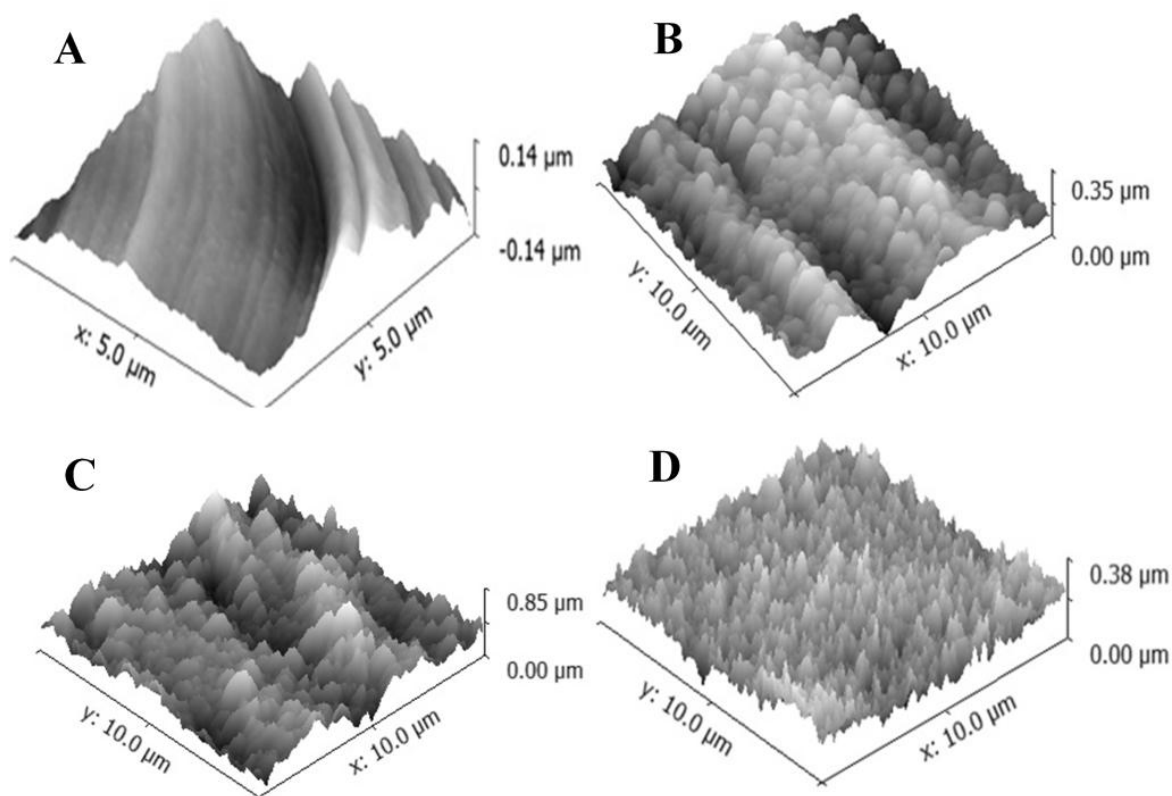 A
0.14 µm
-0.14 µm
x: 5.0 µm
y: 5.0 µm
B
0.35 µm
0.00 µm
y: 10.0 µm
x: 10.0 µm
C
0.85 µm
0.00 µm
y: 10.0 µm
x: 10.0 µm
D
0.38 µm
0.00 µm
y: 10.0 µm
x: 10.0 µm